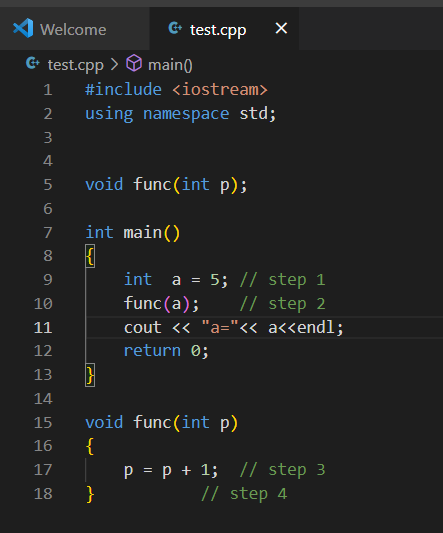 Welcome test.cpp ×
test.cpp > main()
1 #include <iostream>
2 using namespace std;
3
4
5 void func(int p);
6
7 int main()
8 {
9     int  a = 5; // step 1
10     func(a);    // step 2
11     cout << "a="<< a<<endl;
12     return 0;
13 }
14
15 void func(int p)
16 {
17     p = p + 1;  // step 3
18 }           // step 4